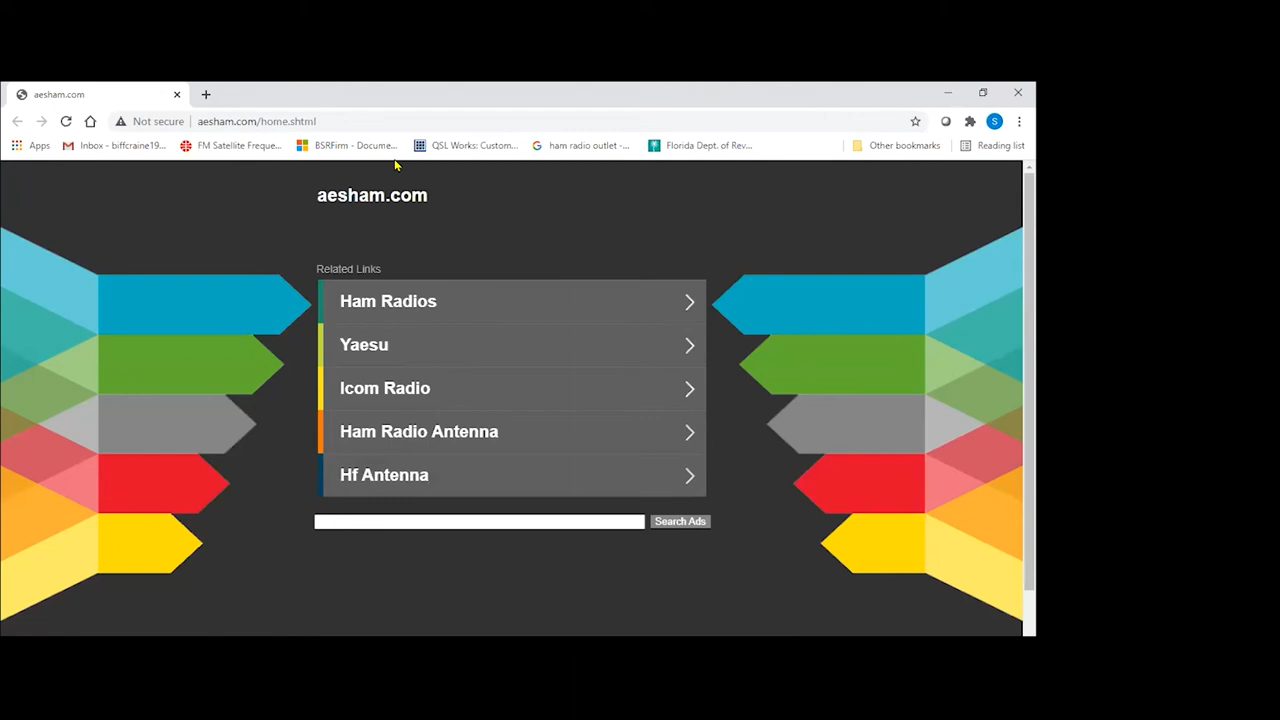 aesham.com
Not secure
aesham.com/home.shtml
S
Apps
Inbox - biffcraine19...
FM Satellite Freque...
BSRFirm - Docume...
QSL Works: Custom...
ham radio outlet -...
Florida Dept. of Rev...
Other bookmarks
Reading list
aesham.com
Related Links
Ham Radios
Yaesu
Icom Radio
Ham Radio Antenna
Hf Antenna
Search Ads